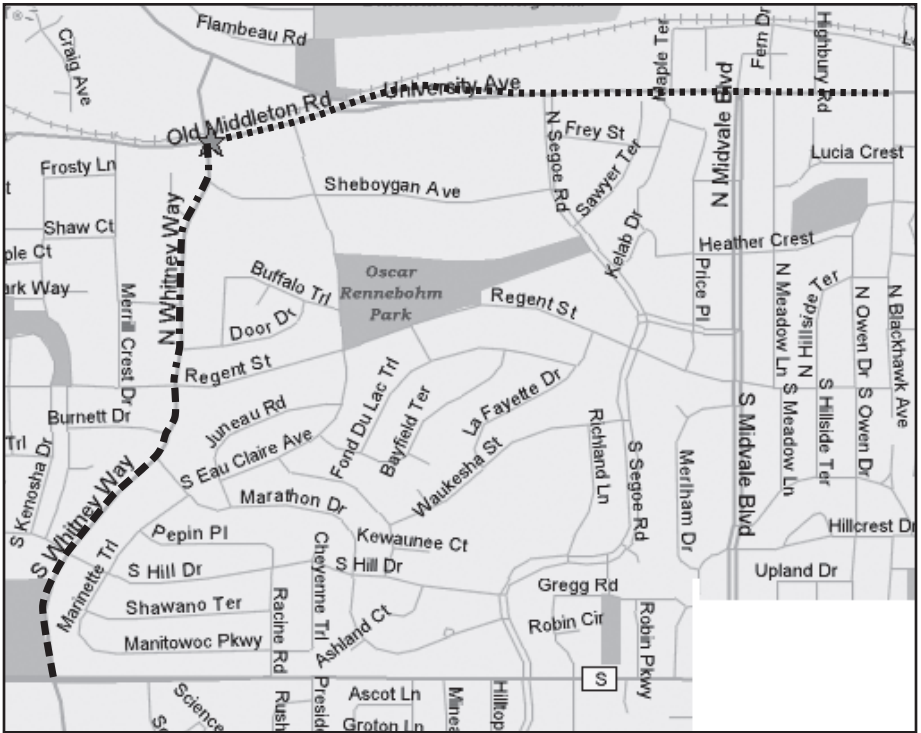 Flambeau Rd
Craig Ave
Maple Ter
Fern Dr
Highbury Rd
University Ave
Old Middleton Rd
N Midvale Blvd
Frosty Ln
N Segoe Rd
Frey St
Sawyer Ter
Lucia Crest
Sheboygan Ave
N Whitney Way
Shaw Ct
ple Ct
ark Way
Kelab Dr
Heather Crest
Buffalo Trl
Oscar
Rennebohm
Park
Regent St
Price Pl
N Meadow Ln
N Hillside Ter
N Owen Dr
N Blackhawk Ave
Merrill Crest Dr
Door Dr
Regent St
Burnett Dr
Trl
Juneau Rd
S Eau Claire Ave
Fond Du Lac Trl
Bayfield Ter
La Fayette Dr
Waukesha St
Richland Ln
S Segoe Rd
Merlham Dr
S Midvale Blvd
S Meadow Ln
S Hillside Ter
S Owen Dr
S Kenosha Dr
S Whitney Way
Marathon Dr
Hillcrest Dr
Pepin Pl
Kewaunee Ct
Marinette Trl
S Hill Dr
Cheyenne Trl
S Hill Dr
Upland Dr
Gregg Rd
Shawano Ter
Racine Rd
Ashland Ct
Robin Cir
Robin Pkwy
Manitowoc Pkwy
S
Science
Rush
Preside
Ascot Ln
Groton Ln
Minea
Hilltop